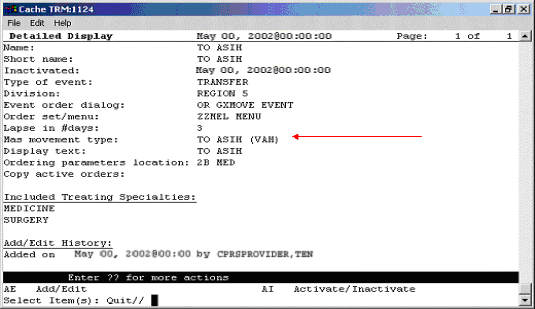 Cache TRM:1124
File Edit Help
Detailed Display May 00, 2002@00:00:00 Page: 1 of 1
Name: TO ASIH
Short name: TO ASIH
Inactivated: May 00, 2002@00:00:00
Type of event: TRANSFER
Division: REGION 5
Event order dialog: OR GXMOVE EVENT
Order set/menu: ZZMEL MENU
Lapse in #days: 3
Mas movement type: TO ASIH (VAH)
Display text: TO ASIH
Ordering parameters location: 2B MED
Copy active orders:
Included Treating Specialties:
MEDICINE
SURGERY
Add/Edit History:
Added on May 00, 2002@00:00 by CPRSPROVIDER,TEN
Enter ?? for more actions
AE Add/Edit AI Activate/Inactivate
Select Item(s): Quit//